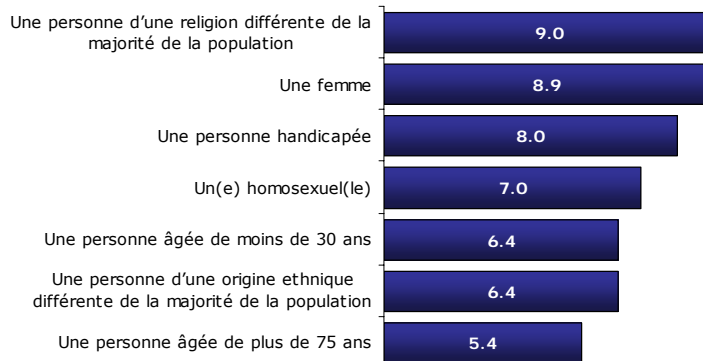 Une personne d’une religion différente de la
majorité de la population
9.0
Une femme
8.9
Une personne handicapée
8.0
Un(e) homosexuel(le)
7.0
Une personne âgée de moins de 30 ans
6.4
Une personne d’une origine ethnique
différente de la majorité de la population
6.4
Une personne âgée de plus de 75 ans
5.4